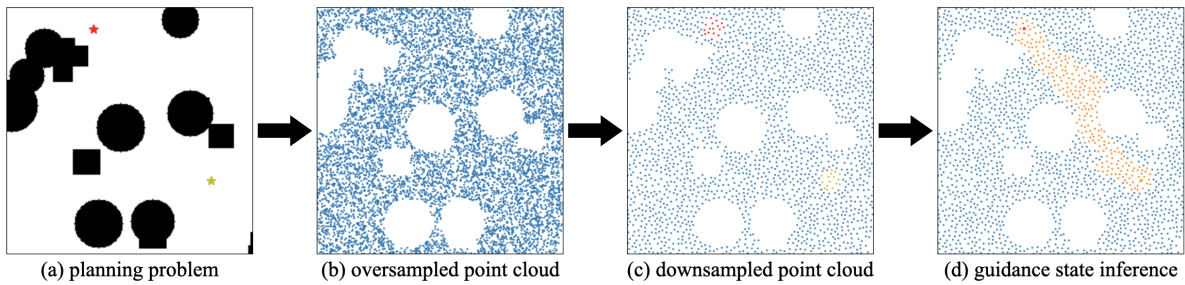 (a) planning problem
(b) oversampled point cloud
(c) downsampled point cloud
(d) guidance state inference